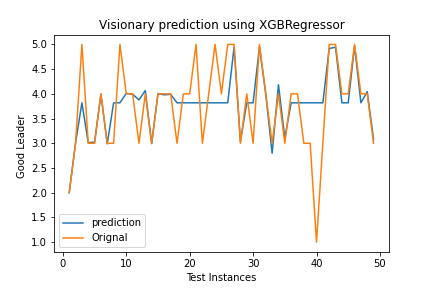 Visionary prediction using XGBRegressor
5.0
4.5
4.0
3.5
3.0
2.5
2.0
1.5
1.0
Good Leader
prediction
Orignal
0 10 20 30 40 50
Test Instances